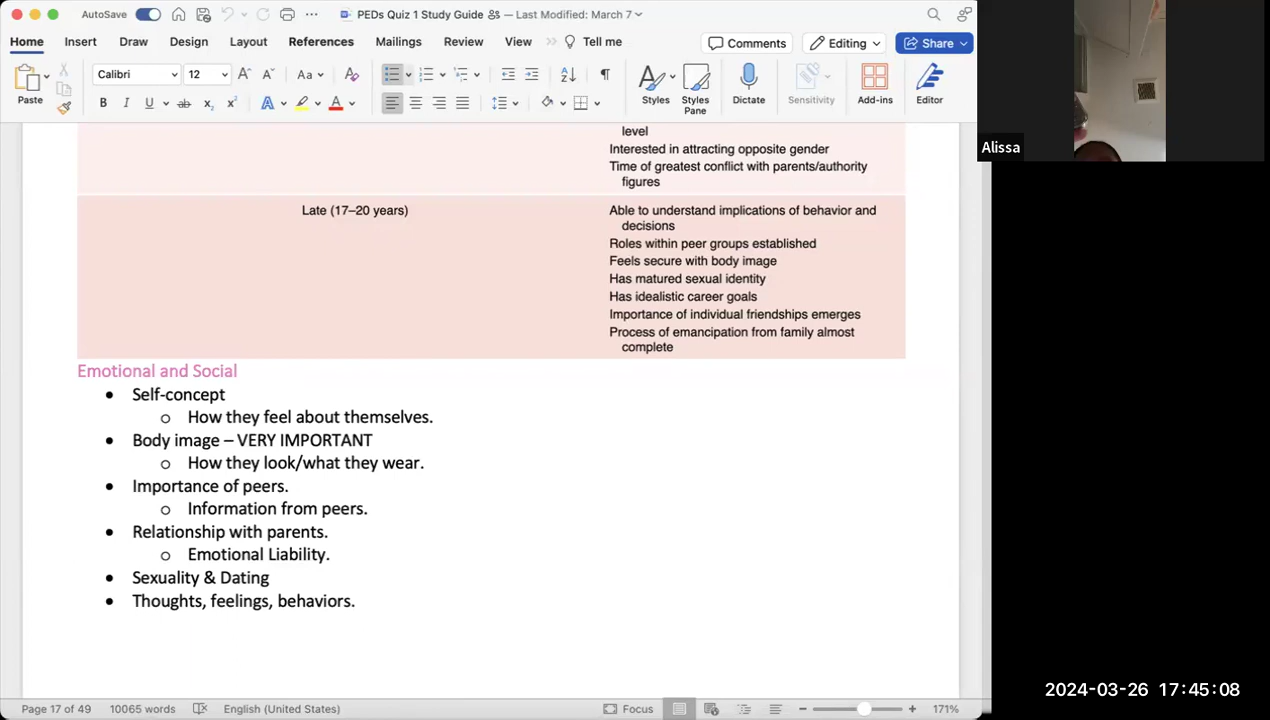 AutoSave
PEDs Quiz 1 Study Guide
— Last Modified: March 7
Home
Insert
Draw
Design
Layout
References
Mailings
Review
View
Tell me
Comments
Editing
Share
Paste
Calibri
12
Aa
B I U ab x₂ x²
A
A
Styles
Styles
Pane
Dictate
Sensitivity
Add-ins
Editor
Alissa
level
Interested in attracting opposite gender
Time of greatest conflict with parents/authority
figures
Late (17–20 years)
Able to understand implications of behavior and
decisions
Roles within peer groups established
Feels secure with body image
Has matured sexual identity
Has idealistic career goals
Importance of individual friendships emerges
Process of emancipation from family almost
complete
Emotional and Social
• Self-concept
o How they feel about themselves.
• Body image – VERY IMPORTANT
o How they look/what they wear.
• Importance of peers.
o Information from peers.
• Relationship with parents.
o Emotional Liability.
• Sexuality & Dating
• Thoughts, feelings, behaviors.
Page 17 of 49
10065 words
English (United States)
Focus
171%
2024-03-26 17:45:08